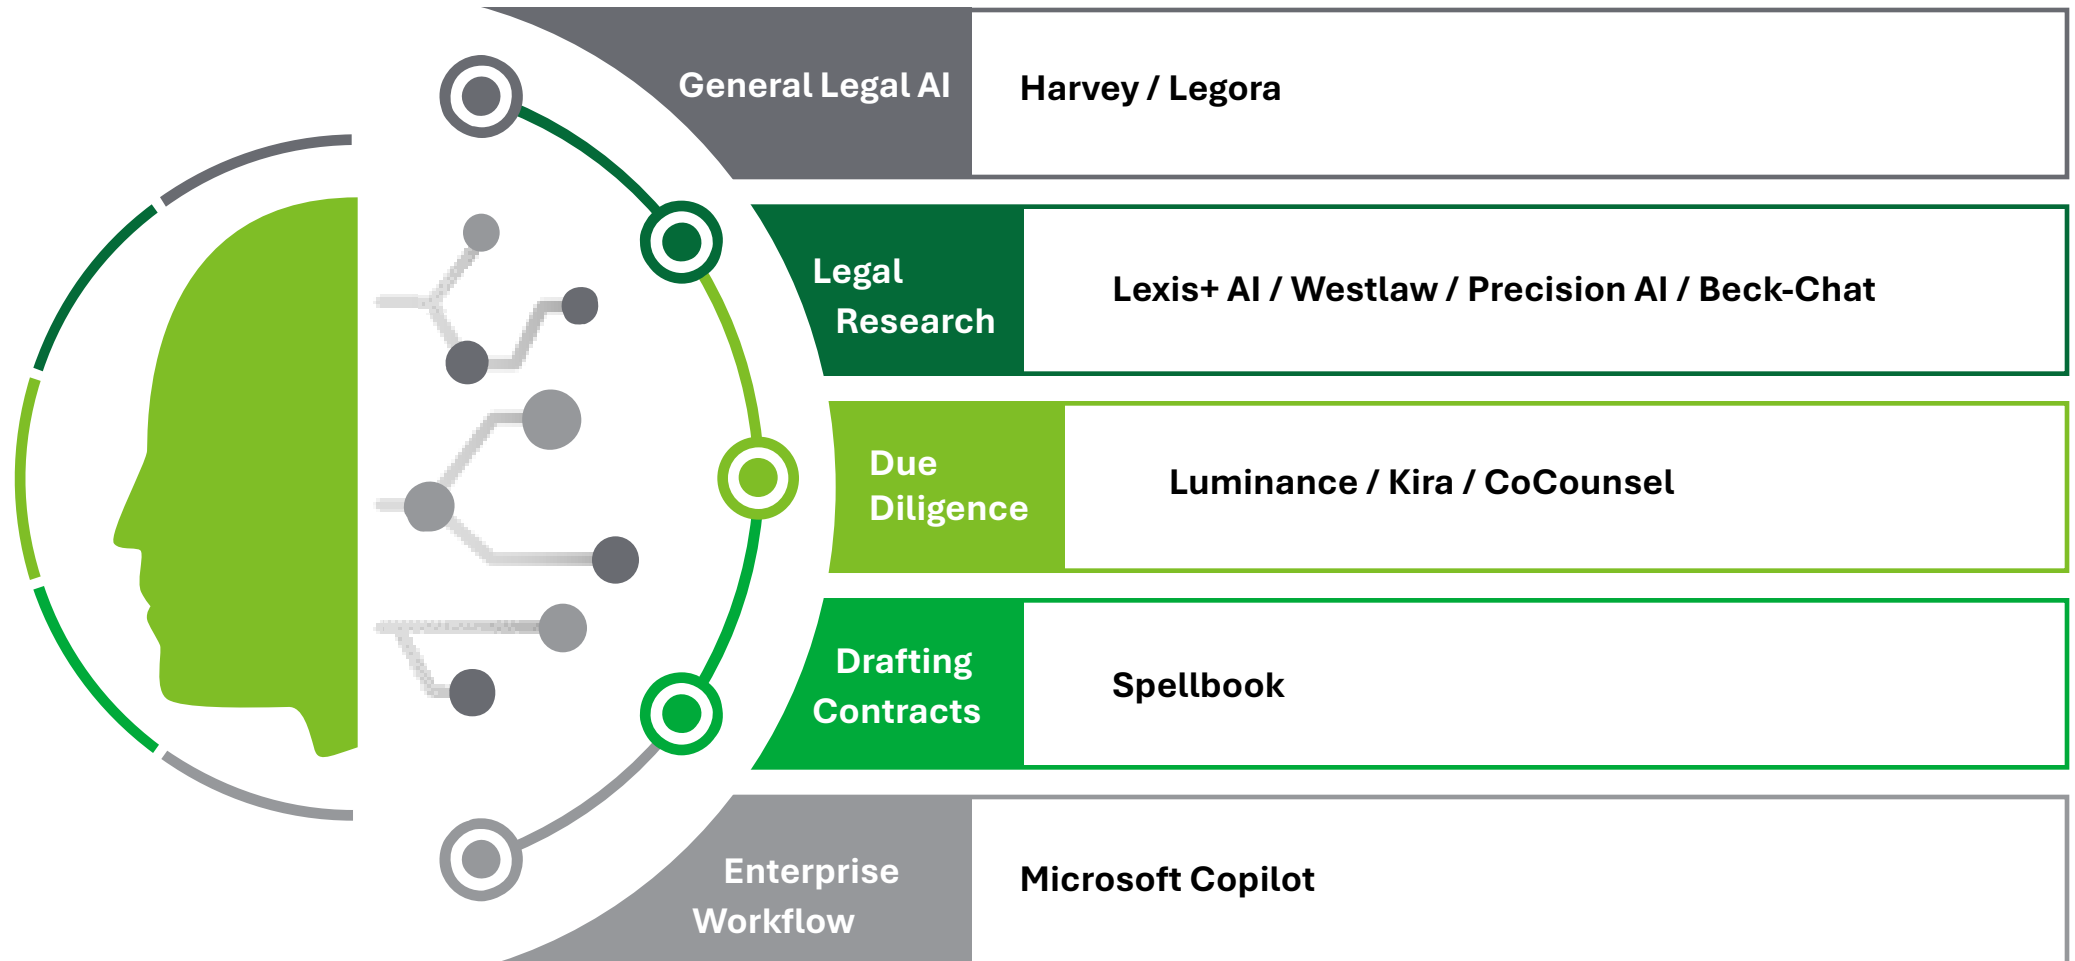 General Legal AI
Harvey / Legora
Legal
Research
Lexis+ AI / Westlaw / Precision AI / Beck-Chat
Due
Diligence
Luminance / Kira / CoCounsel
Drafting
Contracts
Spellbook
Enterprise
Workflow
Microsoft Copilot